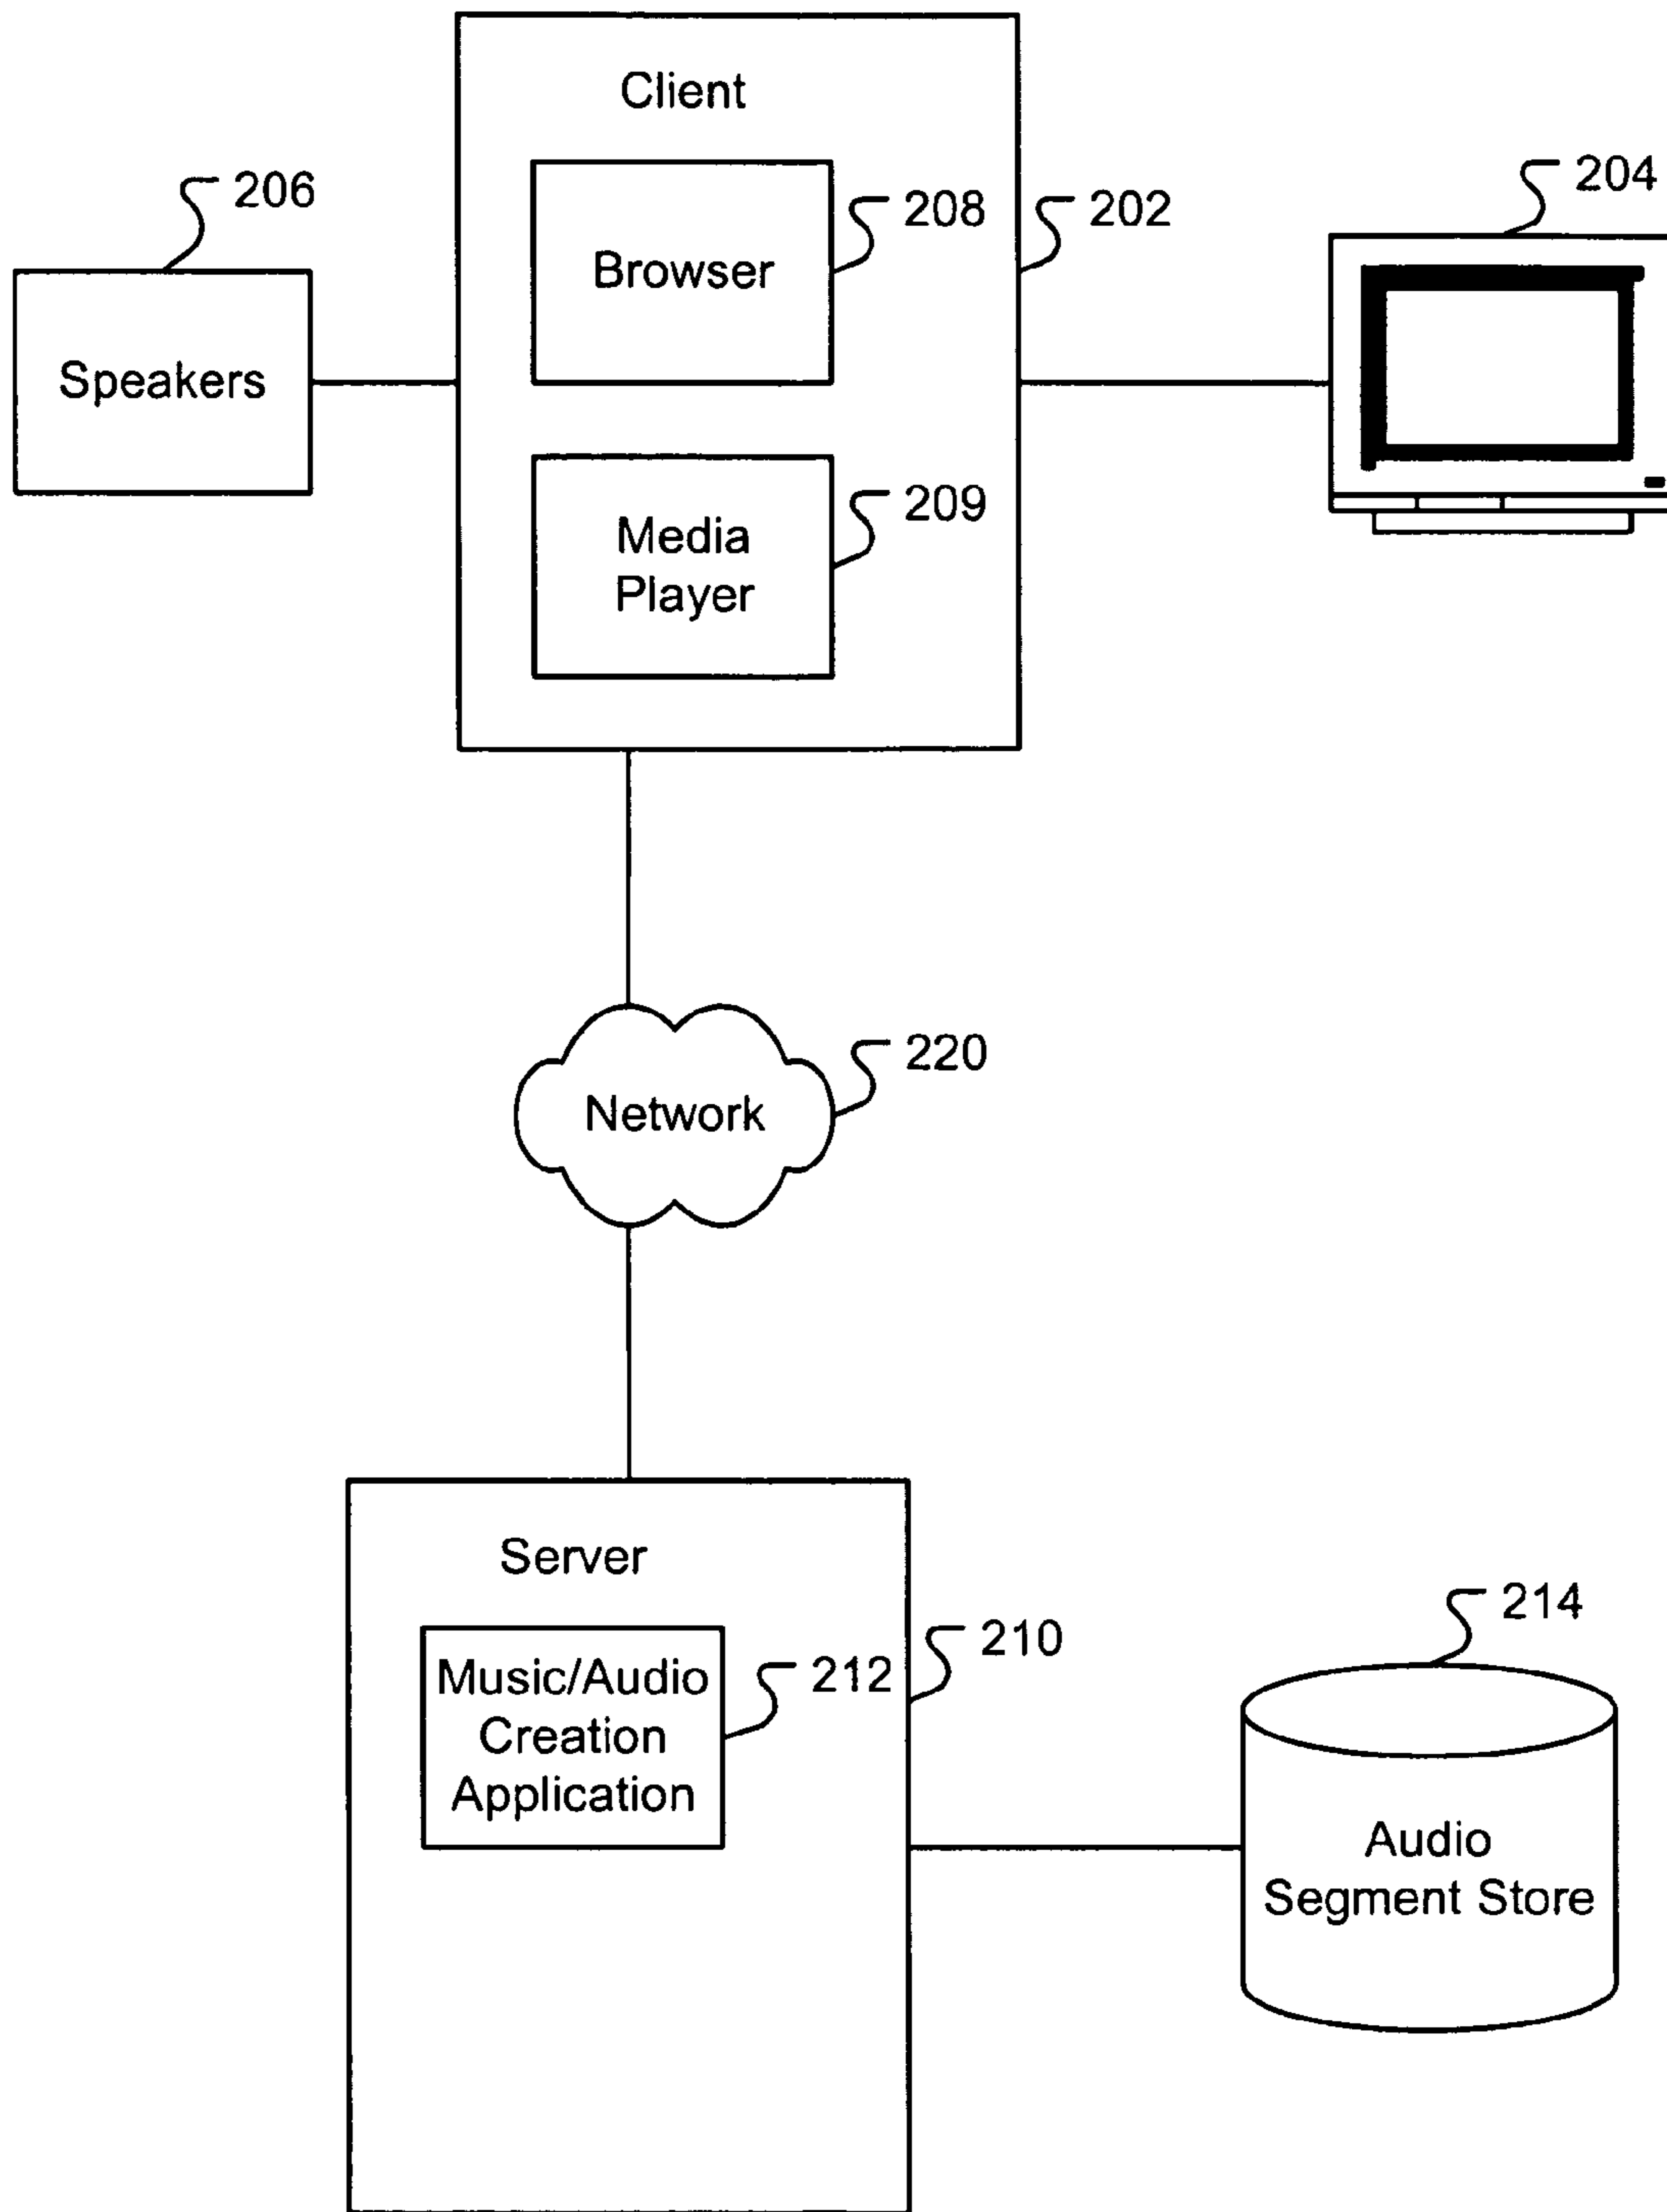 Client
206
208
202
204
Browser
Speakers
209
Media
Player
220
Network
Server
214
210
212
Music/Audio
Creation
Application
Audio
Segment Store